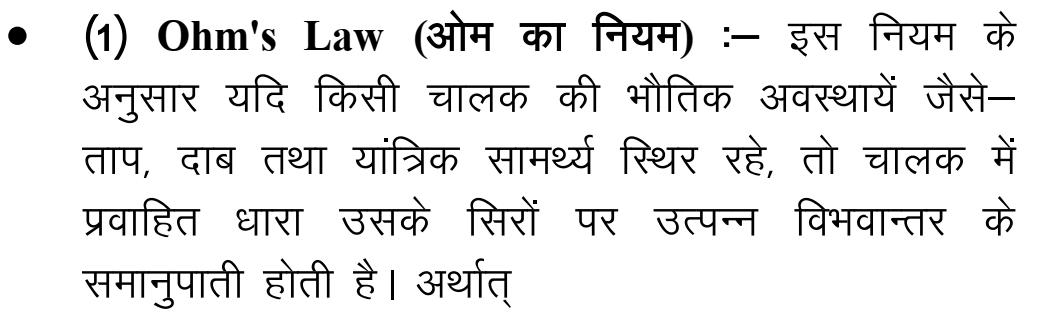 • (1) Ohm's Law (ओम का नियम) :– इस नियम के
अनुसार यदि किसी चालक की भौतिक अवस्थायें जैसे–
ताप, दाब तथा यांत्रिक सामर्थ्य स्थिर रहे, तो चालक में
प्रवाहित धारा उसके सिरों पर उत्पन्न विभवान्तर के
समानुपाती होती है। अर्थात्